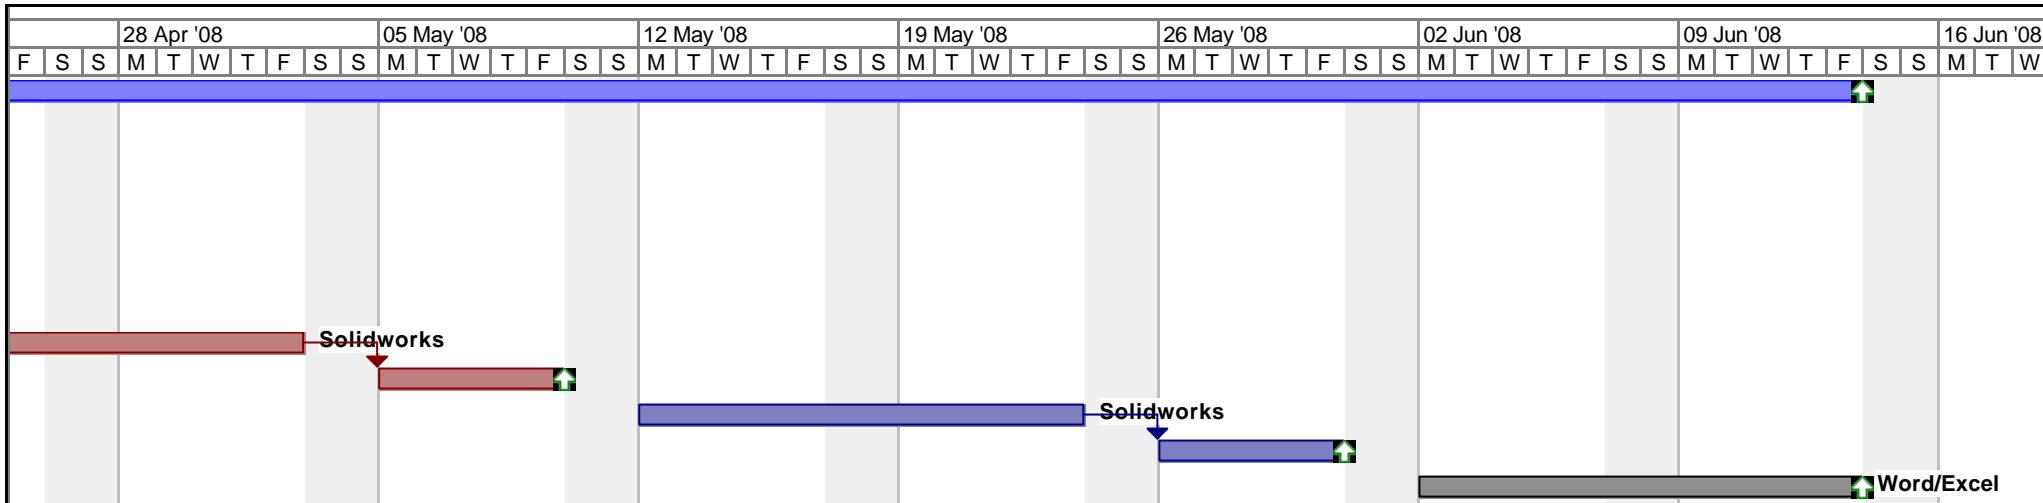 28 Apr '08 05 May '08 12 May '08 19 May '08 26 May '08 02 Jun '08 09 Jun '08 16 Jun '08
F S S M T W T F S S M T W T F S S M T W T F S S M T W T F S S M T W T F S S M T W T F S S M T W T F S S M T W
Solidworks
Solidworks
Word/Excel